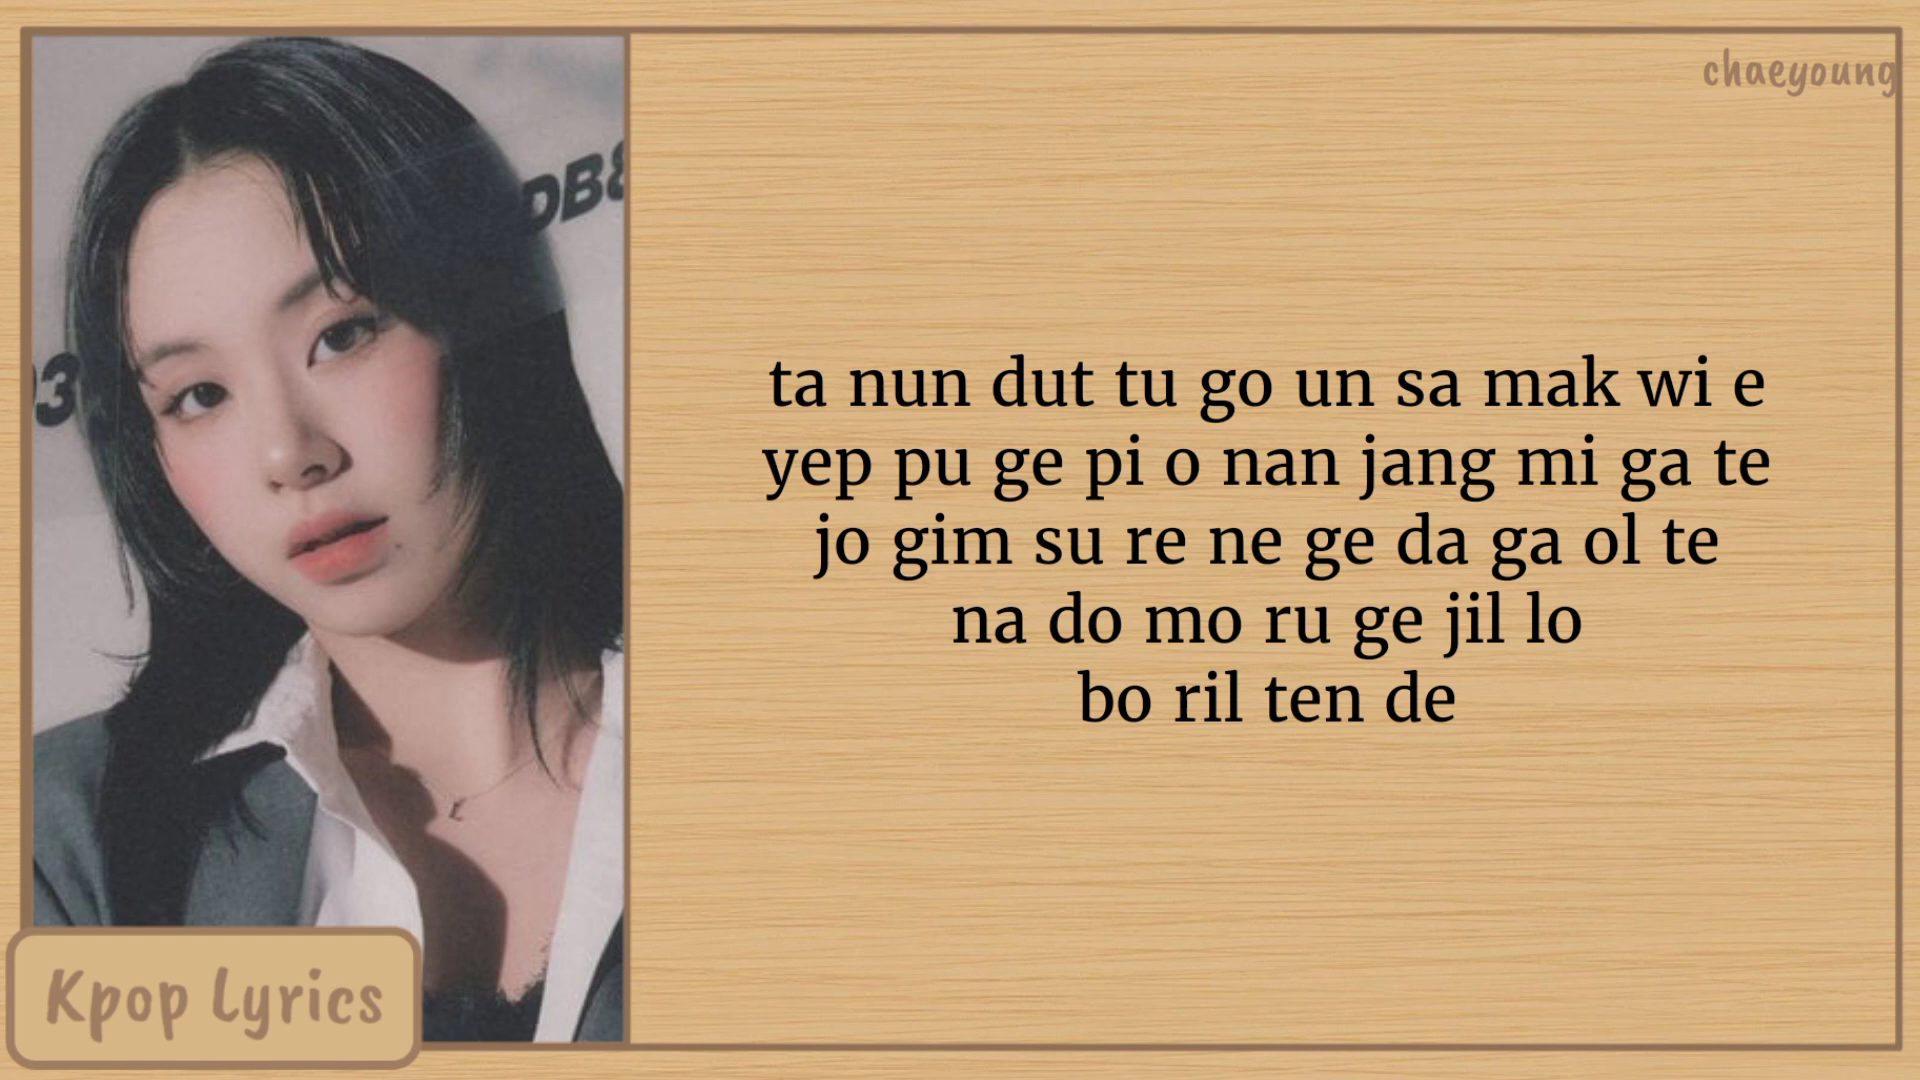 chaeyoung
DB8
3
ta nun dut tu go un sa mak wi e
yep pu ge pi o nan jang mi ga te
jo gim su re ne ge da ga ol te
na do mo ru ge jil lo
bo ril ten de
Kpop Lyrics